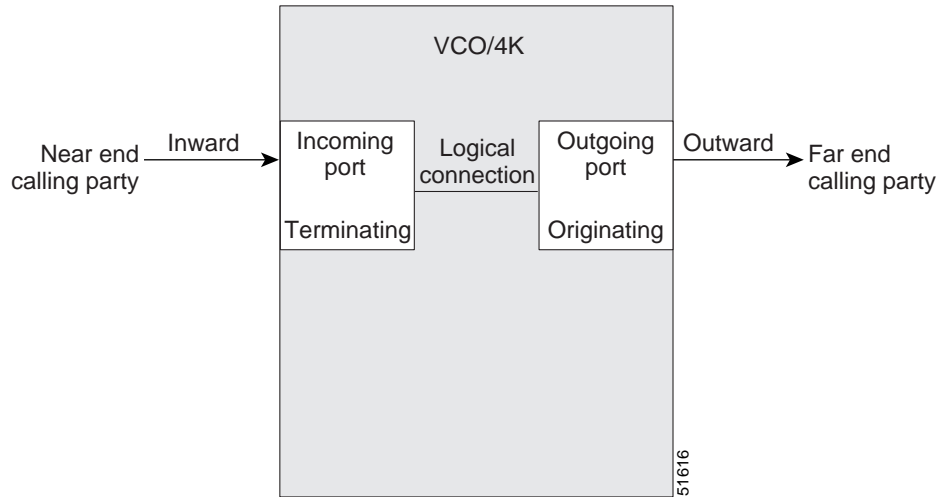 VCO/4K
Near end
calling party
Inward
Incoming
port
Terminating
Logical
connection
Outgoing
port
Originating
Outward
Far end
calling party
51616